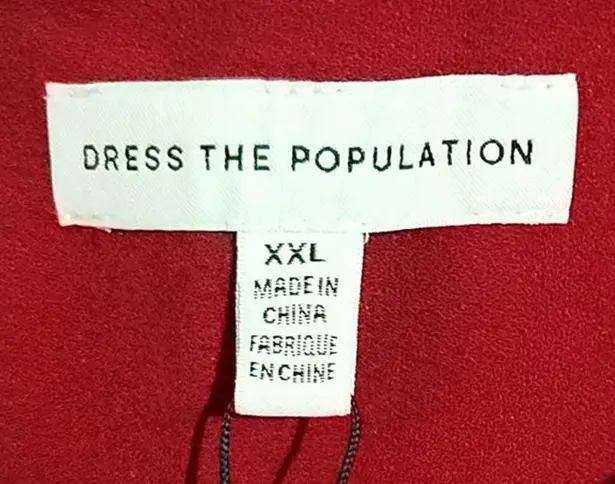 DRESS THE POPULATION
XXL
MADE IN
CHINA
FABRIQUE
EN CHINE